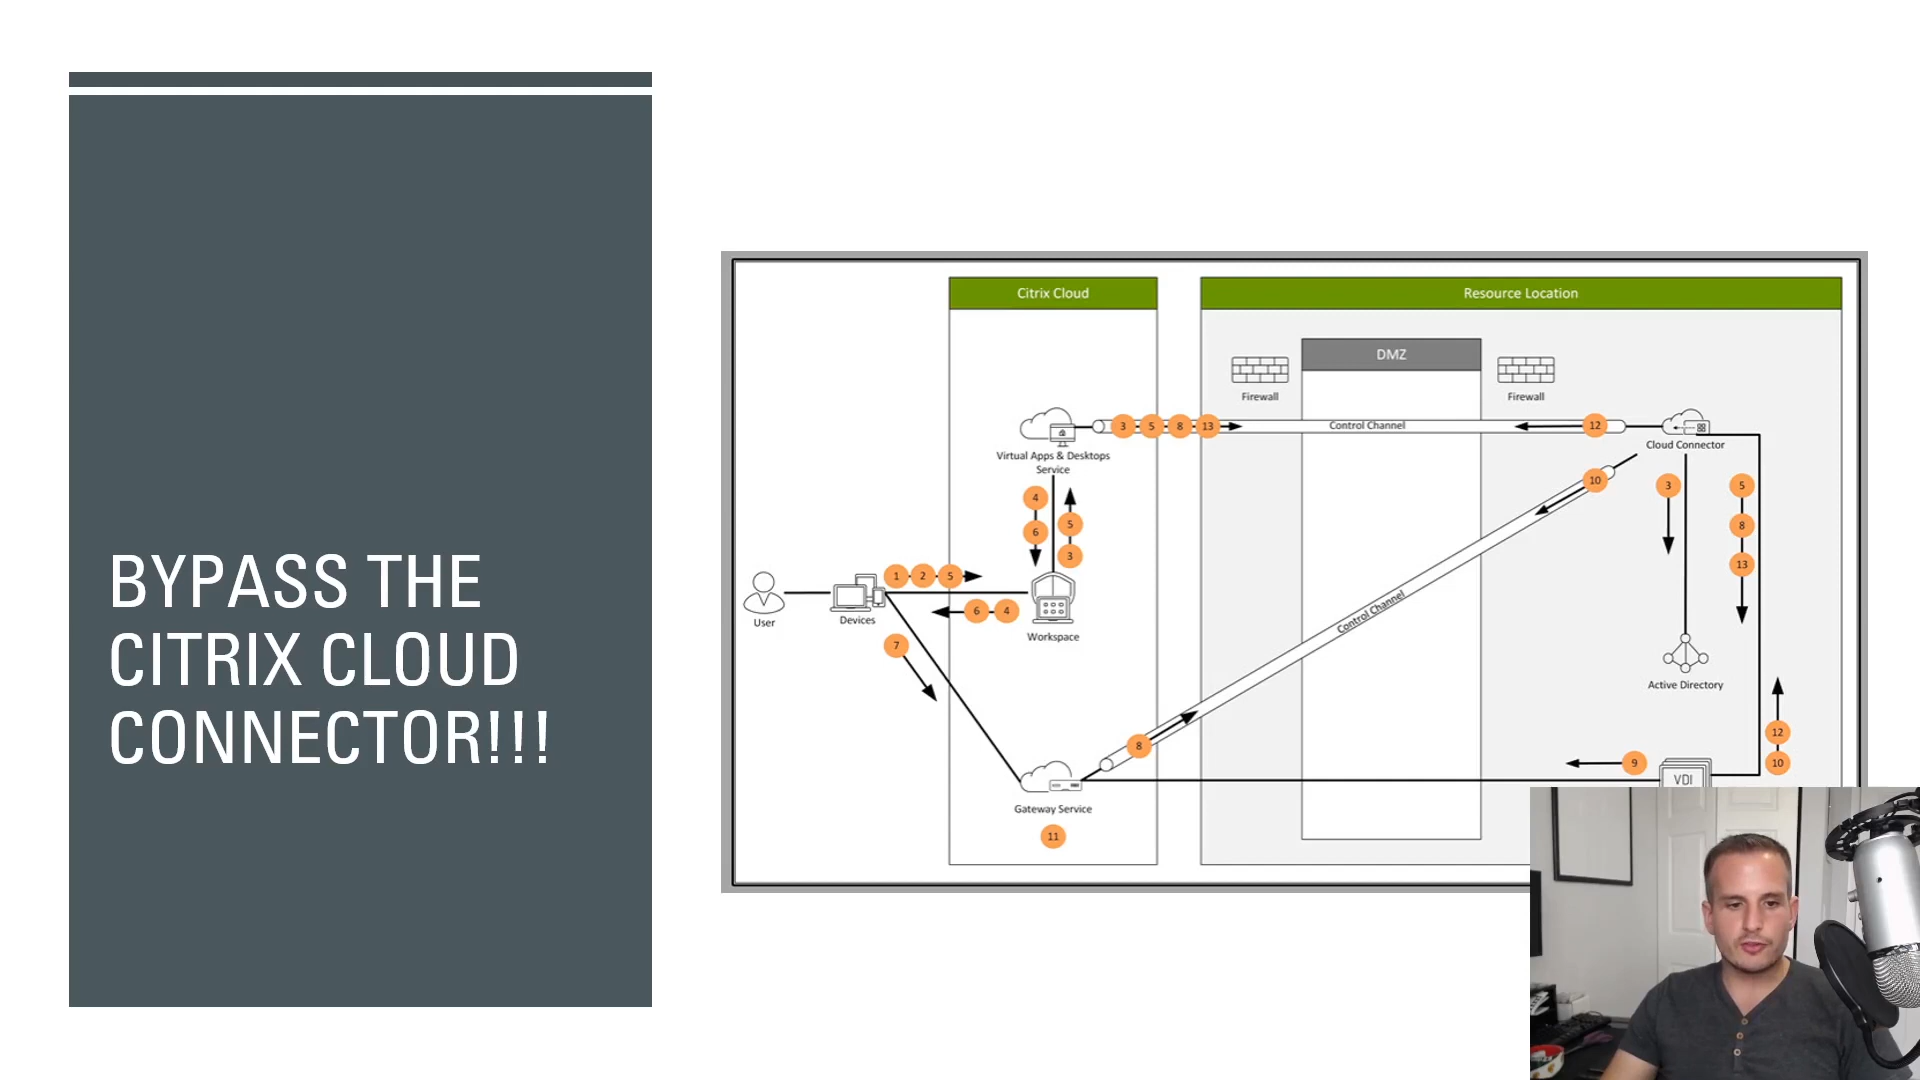 BYPASS THE
CITRIX CLOUD
CONNECTOR!!!
Citrix Cloud
Resource Location
DMZ
Firewall
Firewall
3 5 8 13
Control Channel
12
Virtual Apps & Desktops
Service
Cloud Connector
10
3
5
8
13
4
6
5
3
1 2 5
6 4
User
Devices
Workspace
7
Control Channel
Active Directory
8
9
12
10
VDI
Gateway Service
11